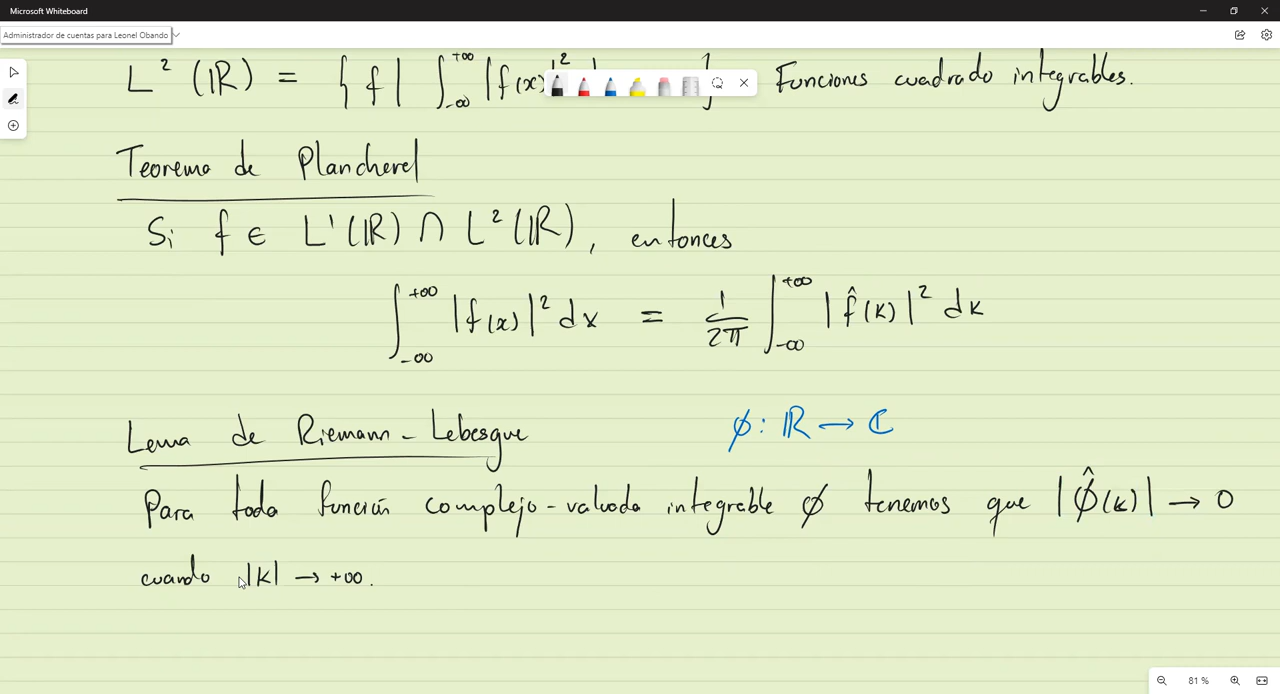 Microsoft Whiteboard
Administrador de cuentas para Leonel Obando
L²(ℝ) = { f | ∫_{-∞}^{+∞} |f(x)|² } Funciones cuadrado integrables.
Teorema de Plancherel
Si f ∈ L¹(ℝ) ∩ L²(ℝ), entonces
∫_{-∞}^{+∞} |f(x)|² dx = 1/2π ∫_{-∞}^{+∞} |f̂(k)|² dk
Lema de Riemann-Lebesgue
ϕ: ℝ → ℂ
Para toda función complejo-valuada integrable ϕ tenemos que |ϕ̂(k)| → 0
cuando |k| → +∞.
81 %